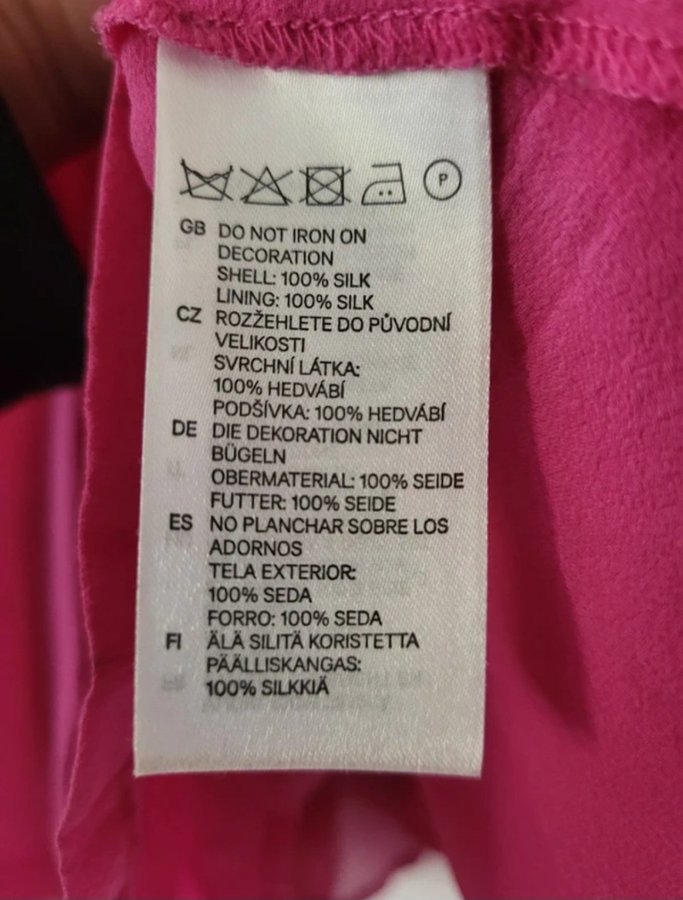 P
GB DO NOT IRON ON
DECORATION
SHELL: 100% SILK
LINING: 100% SILK
CZ ROZŽEHLETE DO PŮVODNÍ
VELIKOSTI
SVRCHNÍ LÁTKA:
100% HEDVÁBÍ
PODŠÍVKA: 100% HEDVÁBÍ
DE DIE DEKORATION NICHT
BÜGELN
OBERMATERIAL: 100% SEIDE
FUTTER: 100% SEIDE
ES NO PLANCHAR SOBRE LOS
ADORNOS
TELA EXTERIOR:
100% SEDA
FORRO: 100% SEDA
FI ÄLÄ SILITÄ KORISTETTA
PÄÄLLISKANGAS:
100% SILKKIÄ